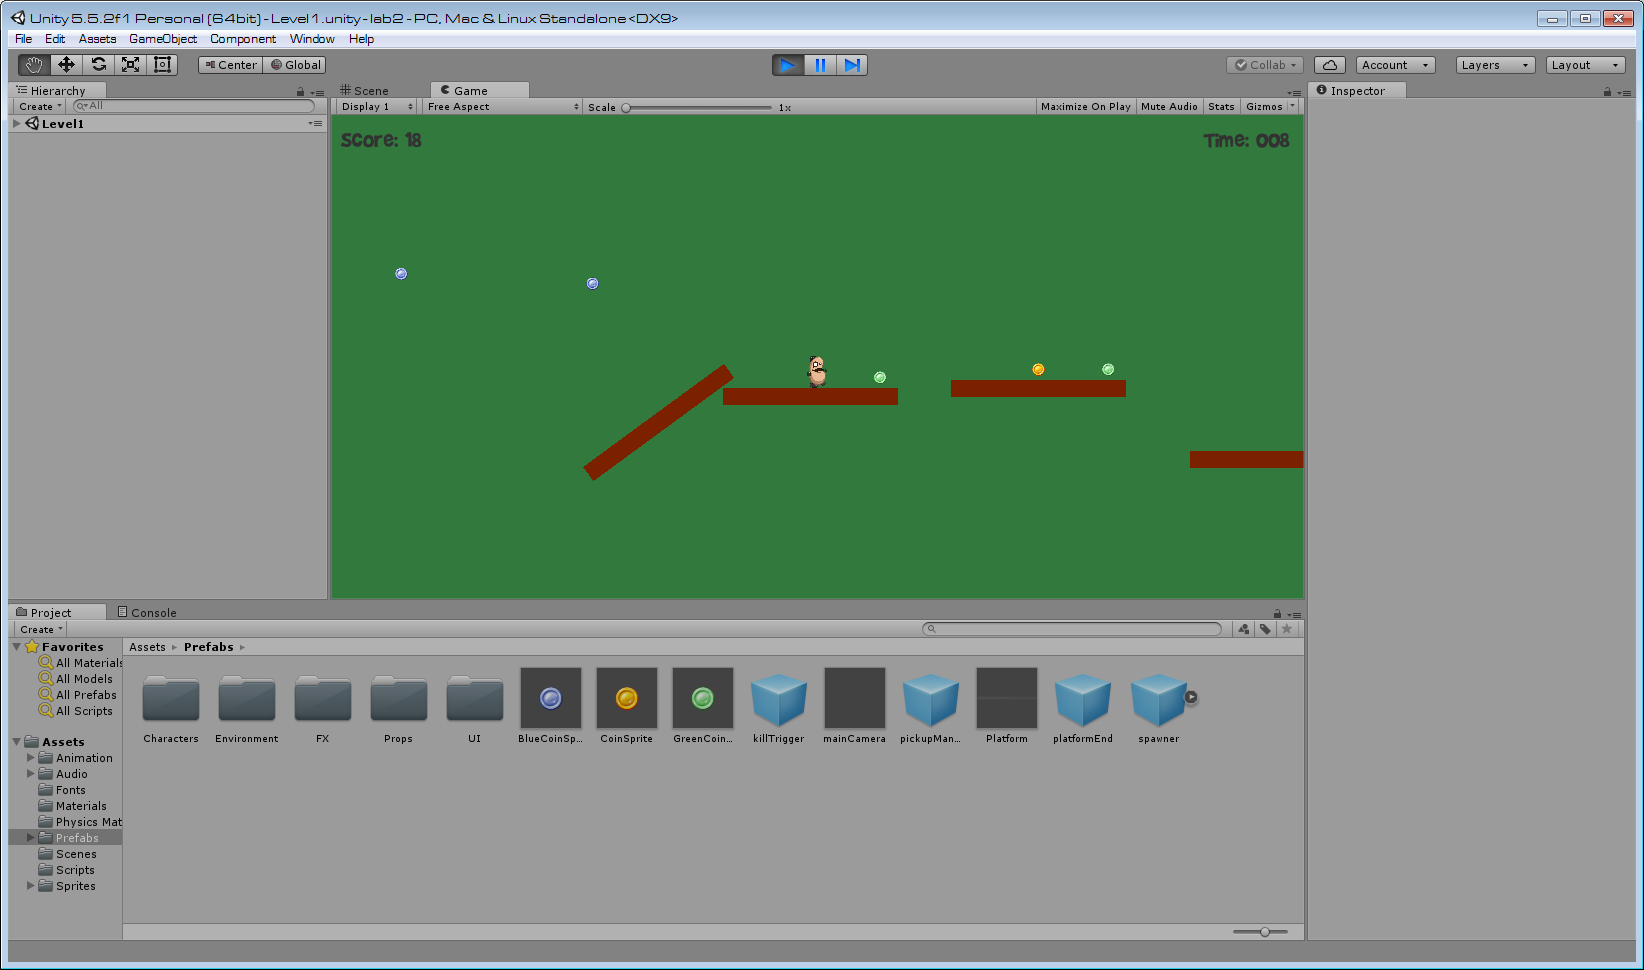 Unity 5.5.2f1 Personal (64bit) - Level1.unity - lab2 - PC, Mac & Linux Standalone <DX9>
File Edit Assets GameObject Component Window Help
Center Global Collab Account Layers Layout
Hierarchy Scene Game Inspector
Create All Display 1 Free Aspect Scale 1x Maximize On Play Mute Audio Stats Gizmos
Level1
Score: 18 Time: 008
Project Console
Create
Favorites
All Materials
All Models
All Prefabs
All Scripts
Assets
Animation
Audio
Fonts
Materials
Physics Mat
Prefabs
Scenes
Scripts
Sprites
Assets Prefabs
Characters Environment FX Props UI BlueCoinSp... CoinSprite GreenCoin... killTrigger mainCamera pickupMan... Platform platformEnd spawner